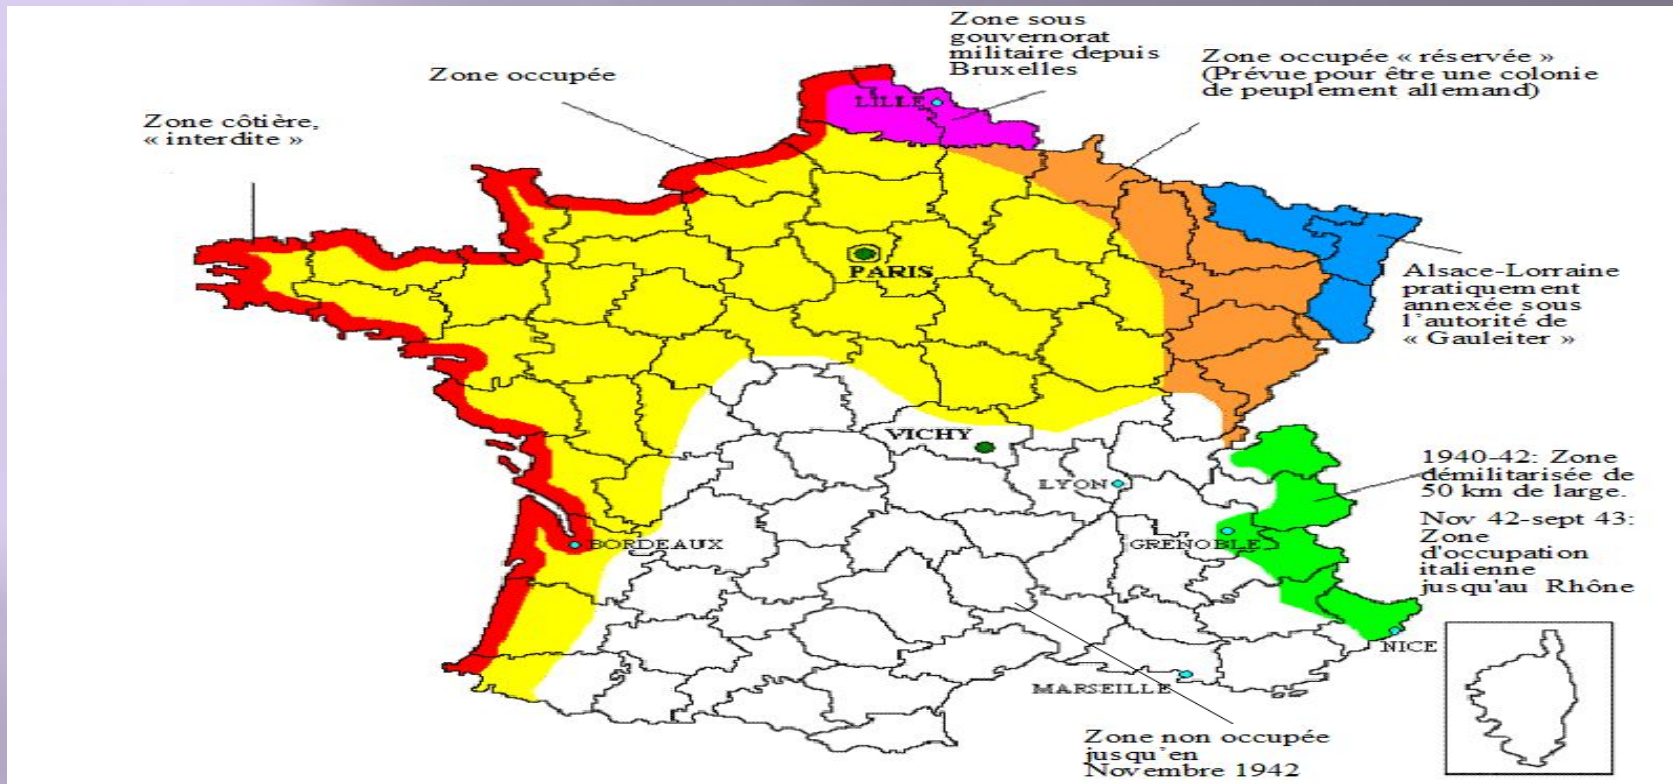 Zone sous
gouvernorat
militaire depuis
Bruxelles
Zone occupée « réservée »
(Prévue pour être une colonie
de peuplement allemand)
Zone occupée
Zone côtière,
« interdite »
LILLE
PARIS
Alsace-Lorraine
pratiquement
annexée sous
l'autorité de
« Gauleiter »
VICHY
LYON
1940-42: Zone
démilitarisée de
50 km de large.
Nov 42-sept 43:
Zone
d'occupation
italienne
jusqu'au Rhône
BORDEAUX
GRENOBLE
NICE
MARSEILLE
Zone non occupée
jusqu'en
Novembre 1942